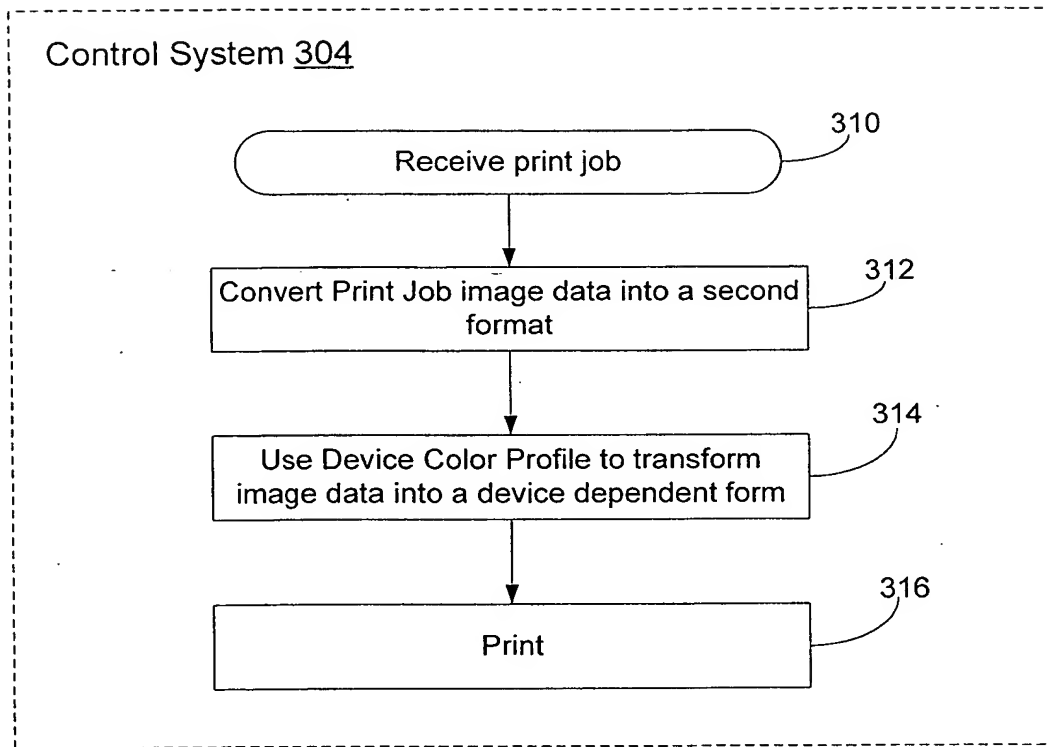 Control System 304
310
Receive print job
312
Convert Print Job image data into a second
format
314
Use Device Color Profile to transform
image data into a device dependent form
316
Print